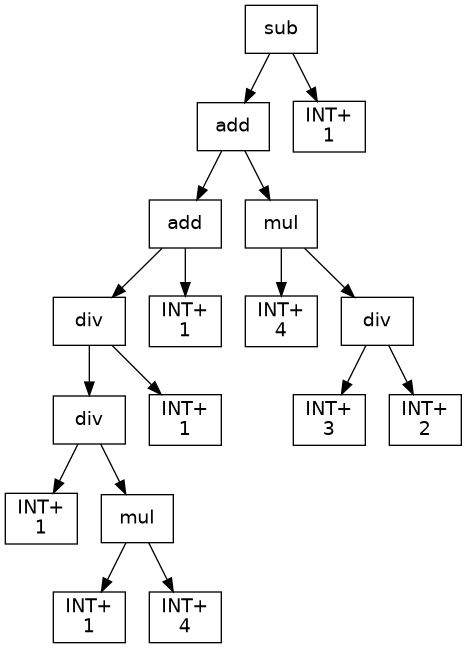 sub
add
INT+
1
add
mul
div
INT+
1
INT+
4
div
div
INT+
1
INT+
3
INT+
2
INT+
1
mul
INT+
1
INT+
4